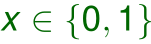 x ∈ {0, 1}